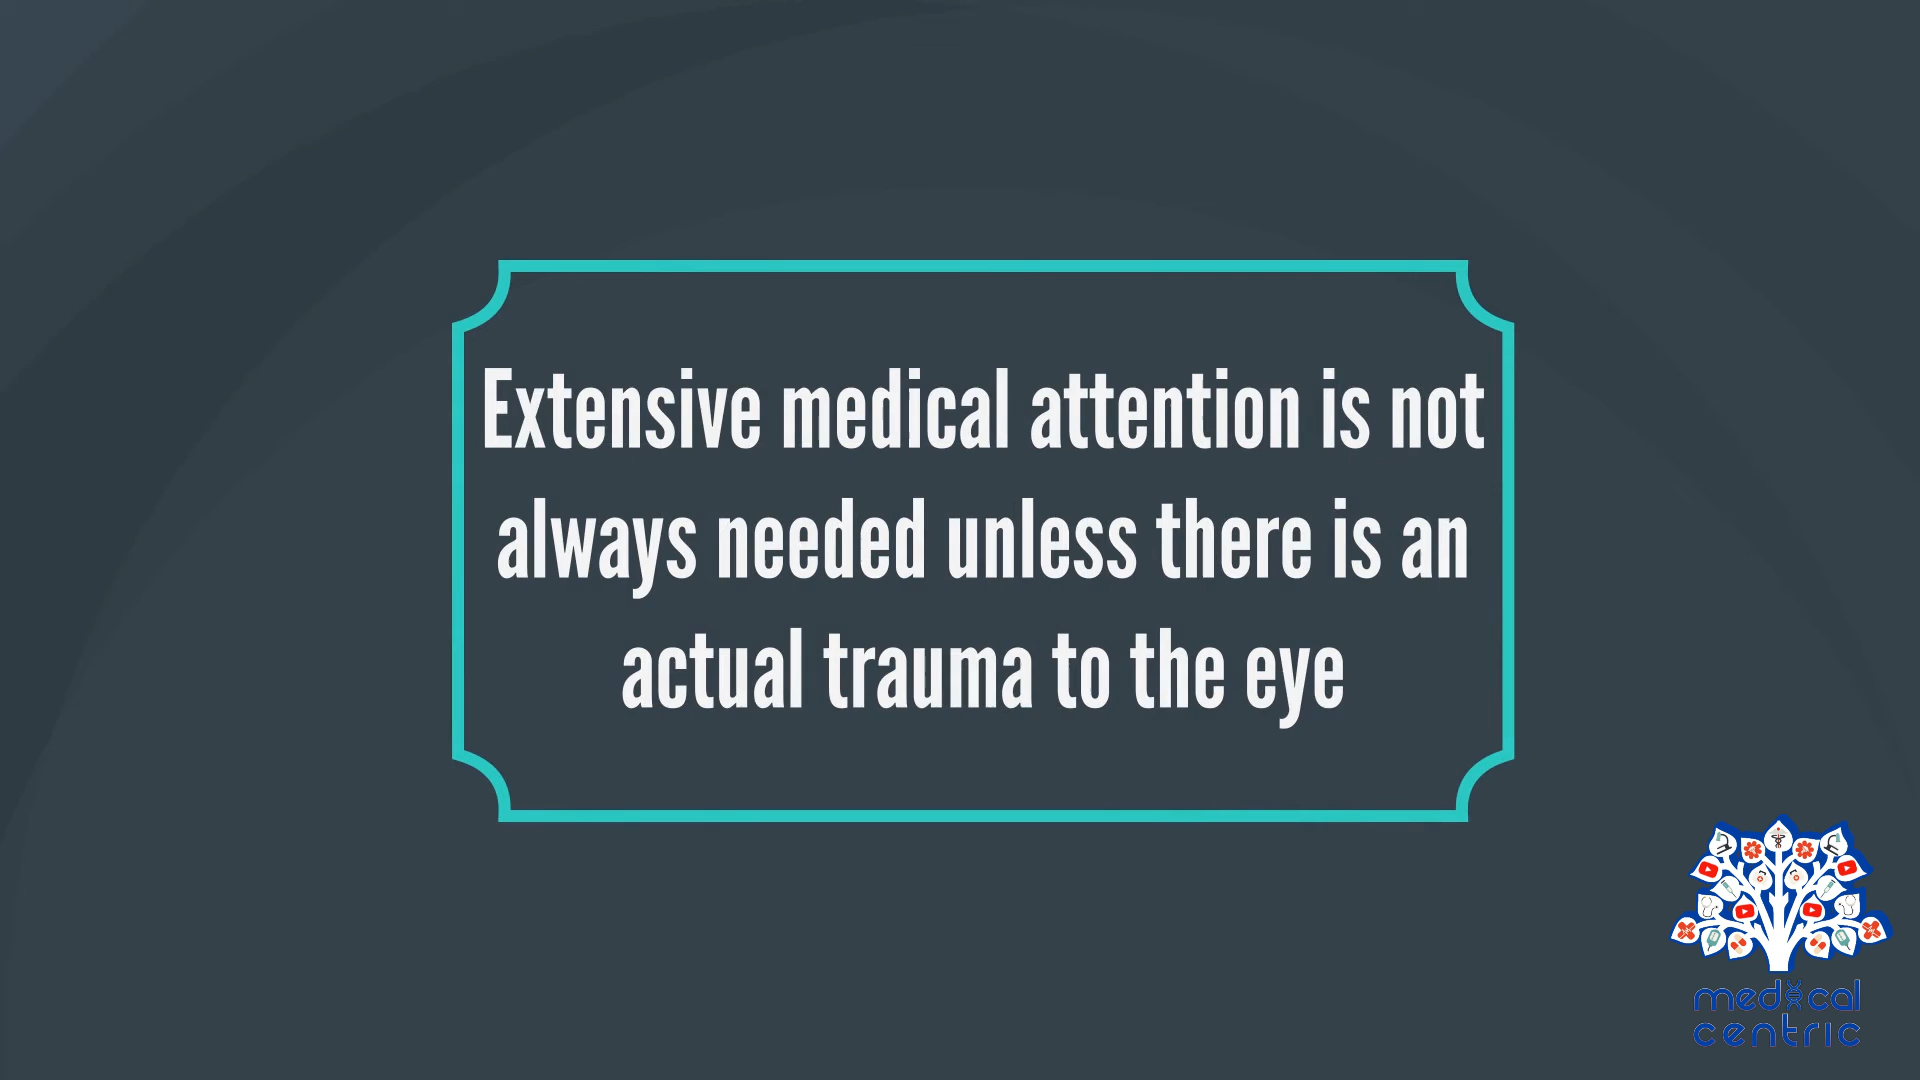 Extensive medical attention is not
always needed unless there is an
actual trauma to the eye
medical
centric